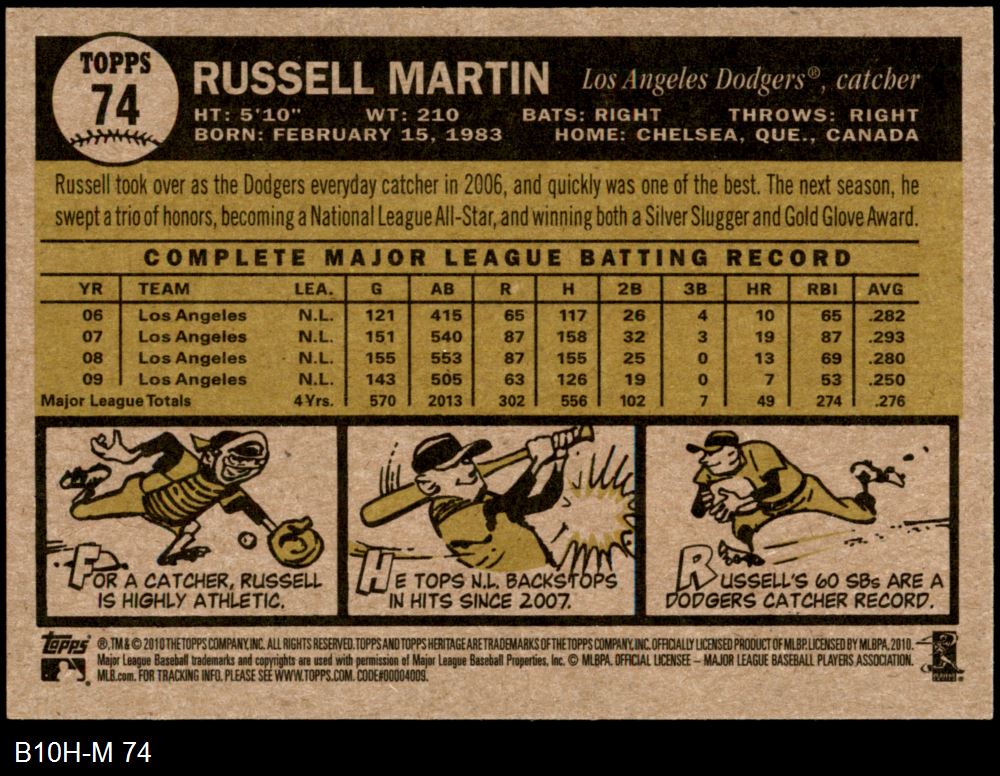 TOPPS
74
RUSSELL MARTIN Los Angeles Dodgers®, catcher
HT: 5'10" WT: 210 BATS: RIGHT THROWS: RIGHT
BORN: FEBRUARY 15, 1983 HOME: CHELSEA, QUE., CANADA
Russell took over as the Dodgers everyday catcher in 2006, and quickly was one of the best. The next season, he
swept a trio of honors, becoming a National League All-Star, and winning both a Silver Slugger and Gold Glove Award.
COMPLETE MAJOR LEAGUE BATTING RECORD
YR TEAM LEA. G AB R H 2B 3B HR RBI AVG
06 Los Angeles N.L. 121 415 65 117 26 4 10 65 .282
07 Los Angeles N.L. 151 540 87 158 32 3 19 87 .293
08 Los Angeles N.L. 155 553 87 155 25 0 13 69 .280
09 Los Angeles N.L. 143 505 63 126 19 0 7 53 .250
Major League Totals 4 Yrs. 570 2013 302 556 102 7 49 274 .276
FOR A CATCHER, RUSSELL
IS HIGHLY ATHLETIC.
HE TOPS N.L. BACKSTOPS
IN HITS SINCE 2007.
RUSSELL'S 60 SBs ARE A
DODGERS CATCHER RECORD.
topps ®, TM & © 2010 THE TOPPS COMPANY, INC. ALL RIGHTS RESERVED. TOPPS AND TOPPS HERITAGE ARE TRADEMARKS OF THE TOPPS COMPANY, INC. OFFICIALLY LICENSED PRODUCT OF MLBP. LICENSED BY MLBPA, 2010.
Major League Baseball trademarks and copyrights are used with permission of Major League Baseball Properties, Inc. © MLBPA. OFFICIAL LICENSEE – MAJOR LEAGUE BASEBALL PLAYERS ASSOCIATION.
MLB.com. FOR TRACKING INFO. PLEASE SEE WWW.TOPPS.COM. CODE#00004009.
B10H-M 74